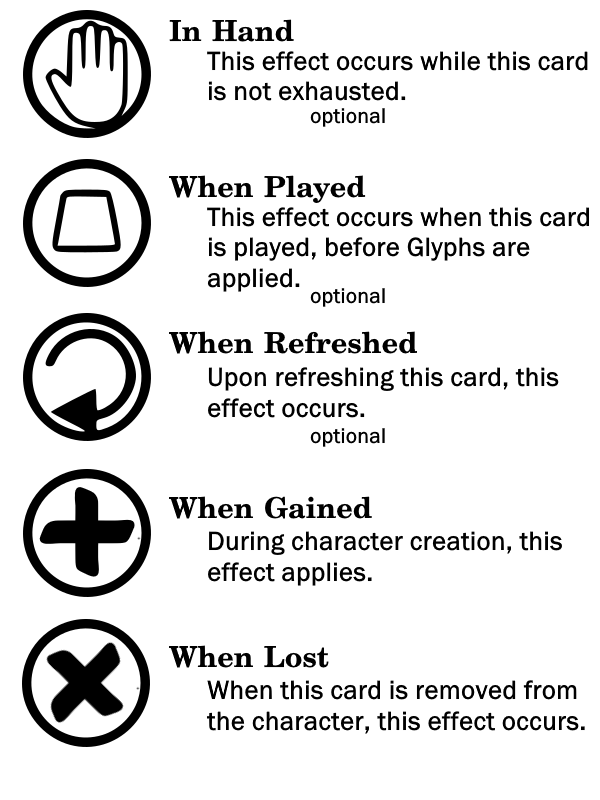 In Hand
This effect occurs while this card
is not exhausted.
optional
When Played
This effect occurs when this card
is played, before Glyphs are
applied.
optional
When Refreshed
Upon refreshing this card, this
effect occurs.
optional
When Gained
During character creation, this
effect applies.
When Lost
When this card is removed from
the character, this effect occurs.